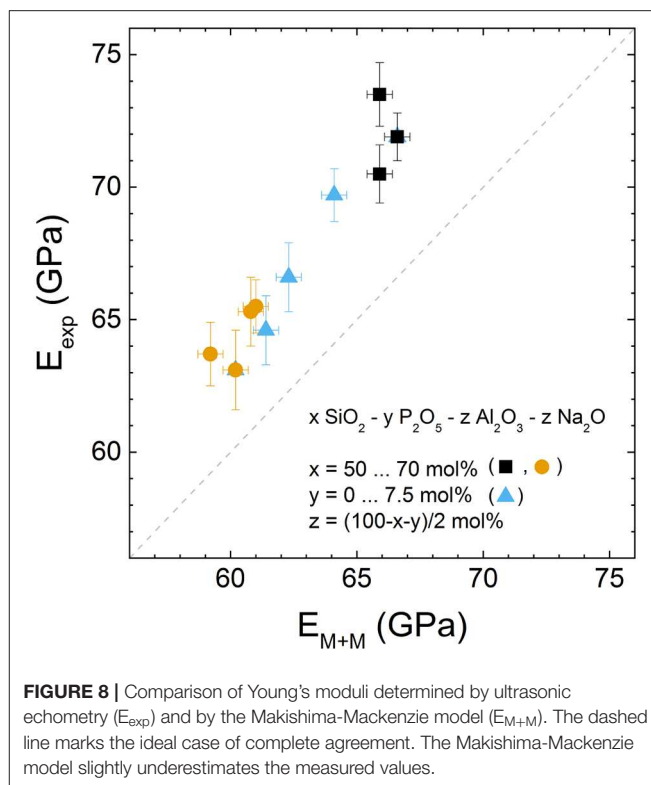 75
70
65
60
E_exp (GPa)
x SiO₂ - y P₂O₅ - z Al₂O₃ - z Na₂O
x = 50 ... 70 mol% (■ , ●)
y = 0 ... 7.5 mol% (▲)
z = (100-x-y)/2 mol%
60 65 70 75
E_M+M (GPa)
FIGURE 8 | Comparison of Young's moduli determined by ultrasonic
echometry (E_exp) and by the Makishima-Mackenzie model (E_M+M). The dashed
line marks the ideal case of complete agreement. The Makishima-Mackenzie
model slightly underestimates the measured values.